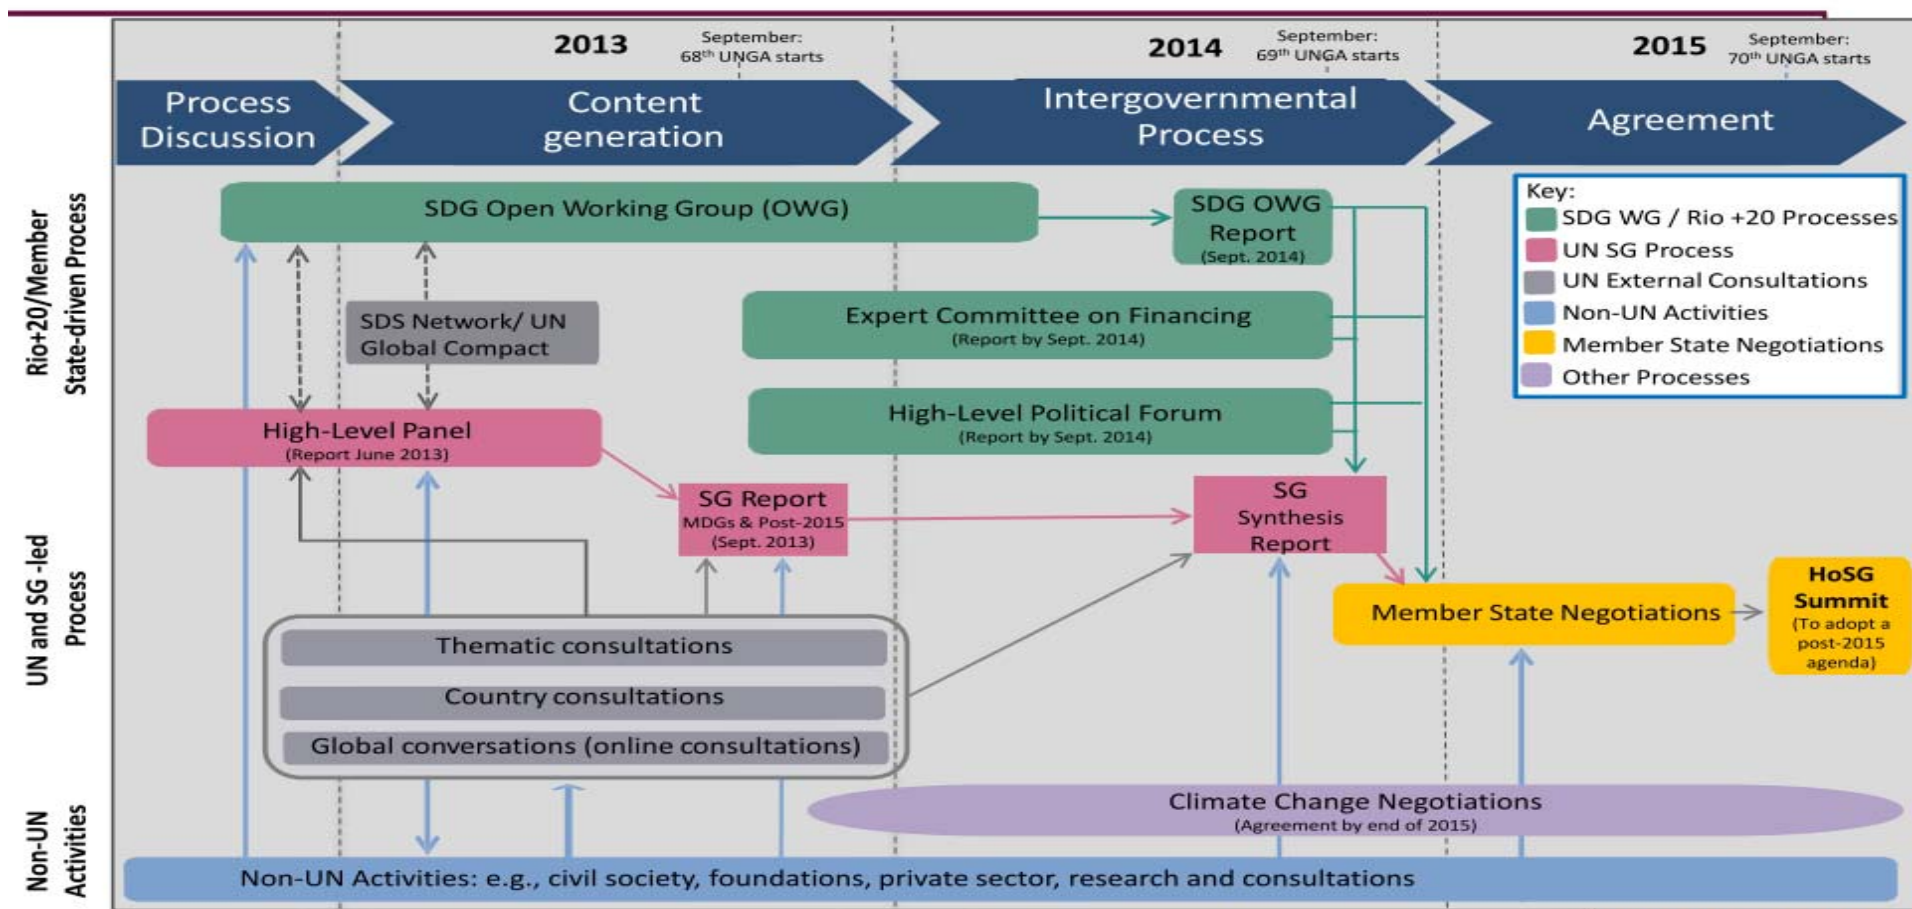 2013
September:
68th UNGA starts
2014
September:
69th UNGA starts
2015
September:
70th UNGA starts
Process
Discussion
Content
generation
Intergovernmental
Process
Agreement
Rio+20/Member
State-driven Process
SDG Open Working Group (OWG)
SDG OWG
Report
(Sept. 2014)
Key:
SDG WG / Rio +20 Processes
UN SG Process
UN External Consultations
Non-UN Activities
Member State Negotiations
Other Processes
SDS Network/ UN
Global Compact
Expert Committee on Financing
(Report by Sept. 2014)
High-Level Political Forum
(Report by Sept. 2014)
High-Level Panel
(Report June 2013)
UN and SG -led
Process
SG Report
MDGs & Post-2015
(Sept. 2013)
SG
Synthesis
Report
Member State Negotiations
HoSG
Summit
(To adopt a
post-2015
agenda)
Thematic consultations
Country consultations
Global conversations (online consultations)
Non-UN
Activities
Climate Change Negotiations
(Agreement by end of 2015)
Non-UN Activities: e.g., civil society, foundations, private sector, research and consultations